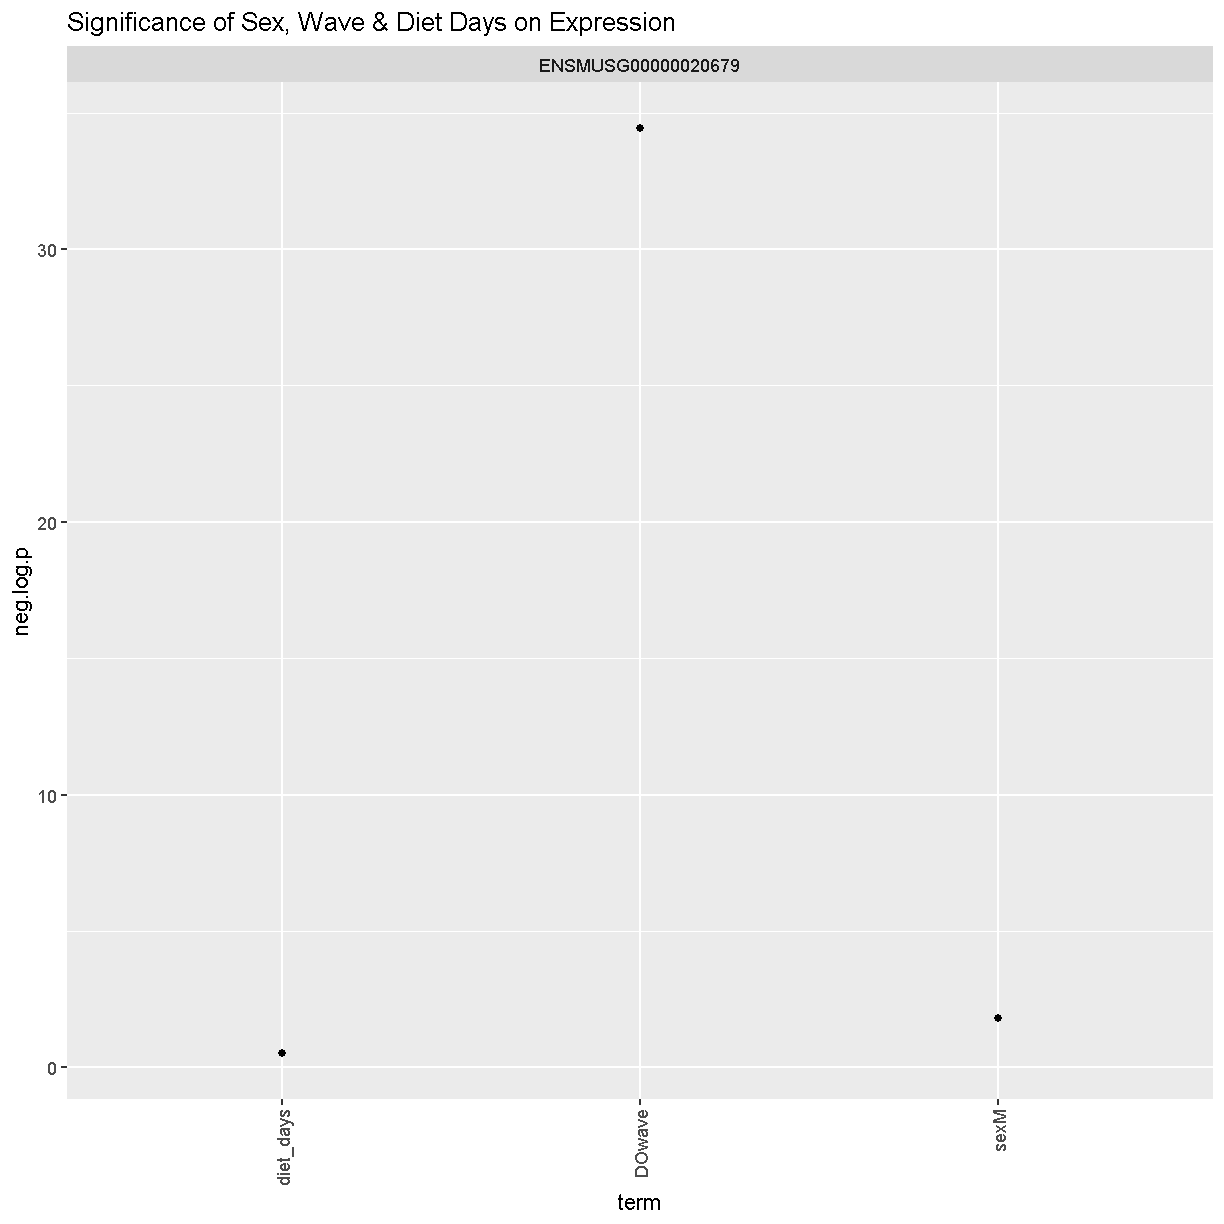 Significance of Sex, Wave & Diet Days on Expression
ENSMUSG00000020679
neg.log.p
30
20
10
0
diet_days
DOwave
sexM
term